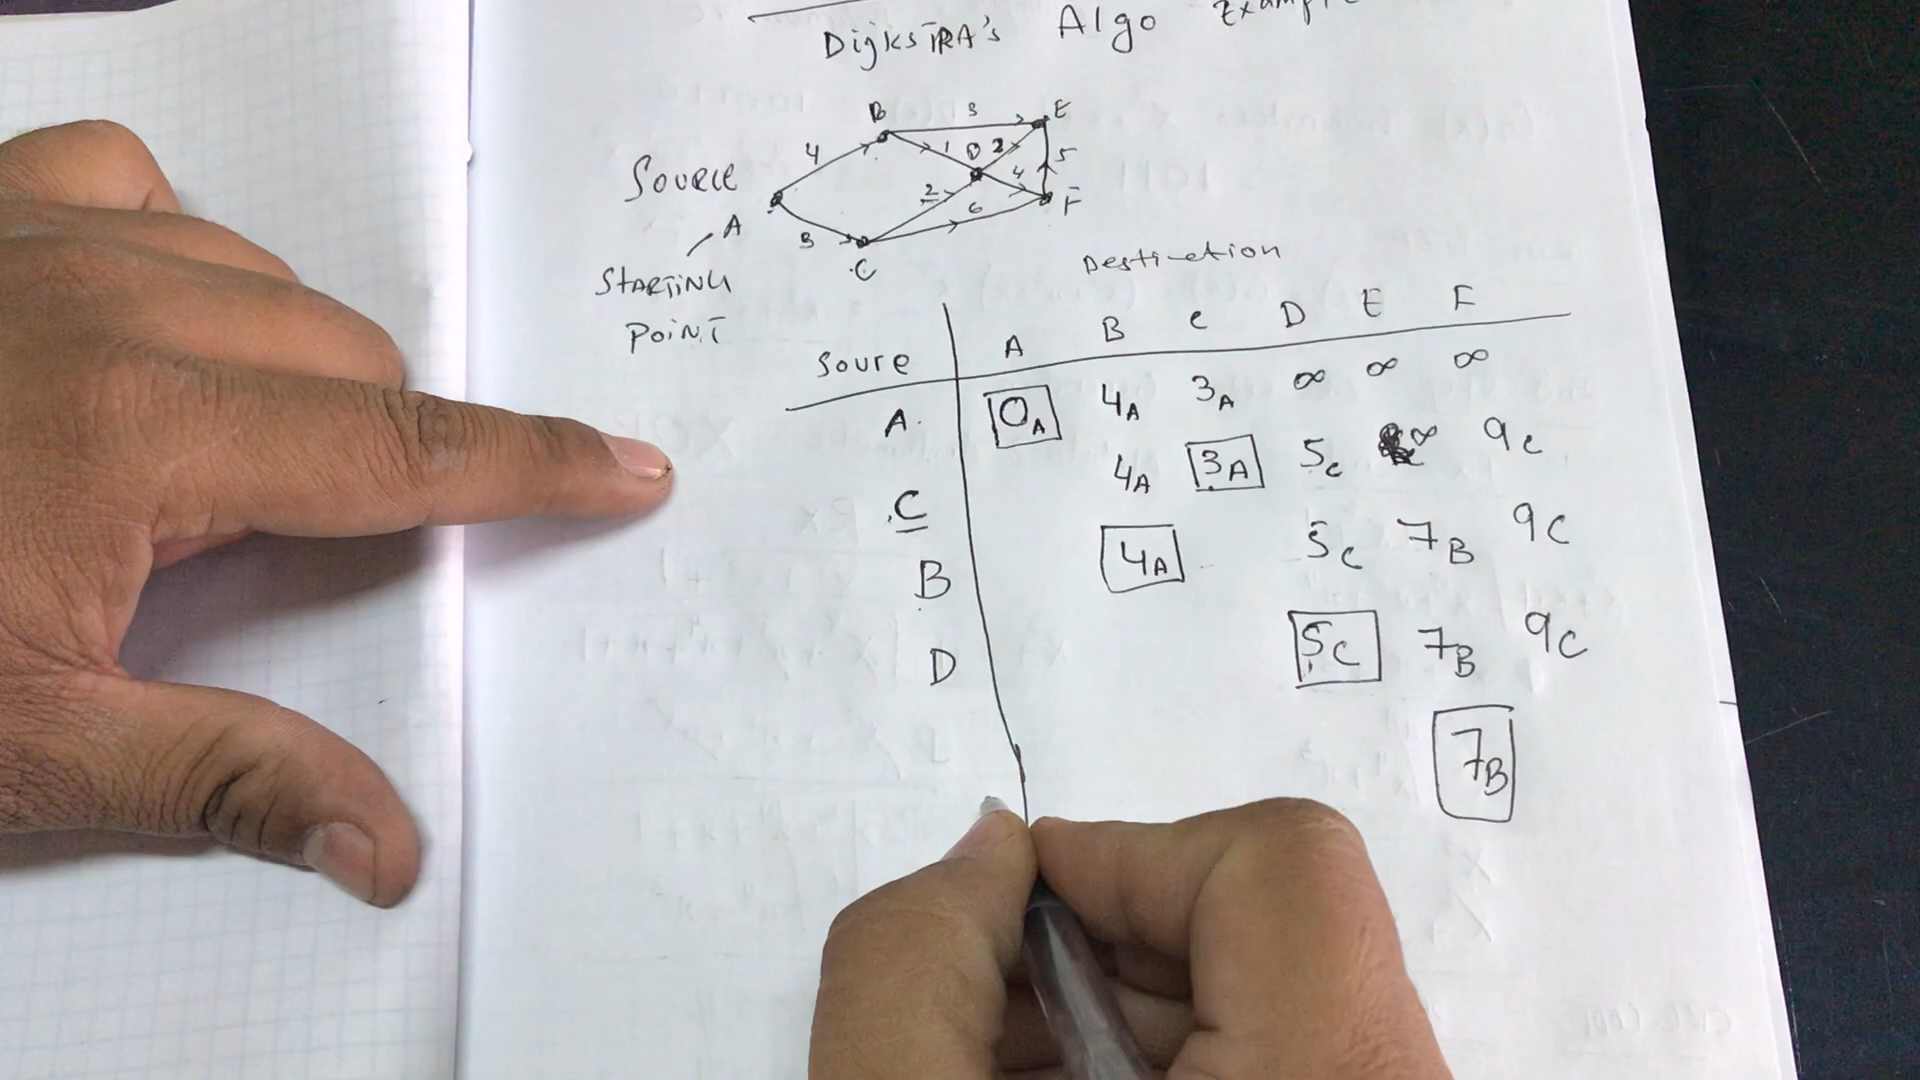 DijksTRA's Algo Example
B 3 E
4 1 D 2
Source 4 5
2
A 6 F
3
C
STARTING
POINT
Destination
Soure A B C D E F
A. 0A 4A 3A ∞ ∞ ∞
C 4A 3A 5C ∞ 9C
B 4A 5C 7B 9C
D 5C 7B 9C
7B